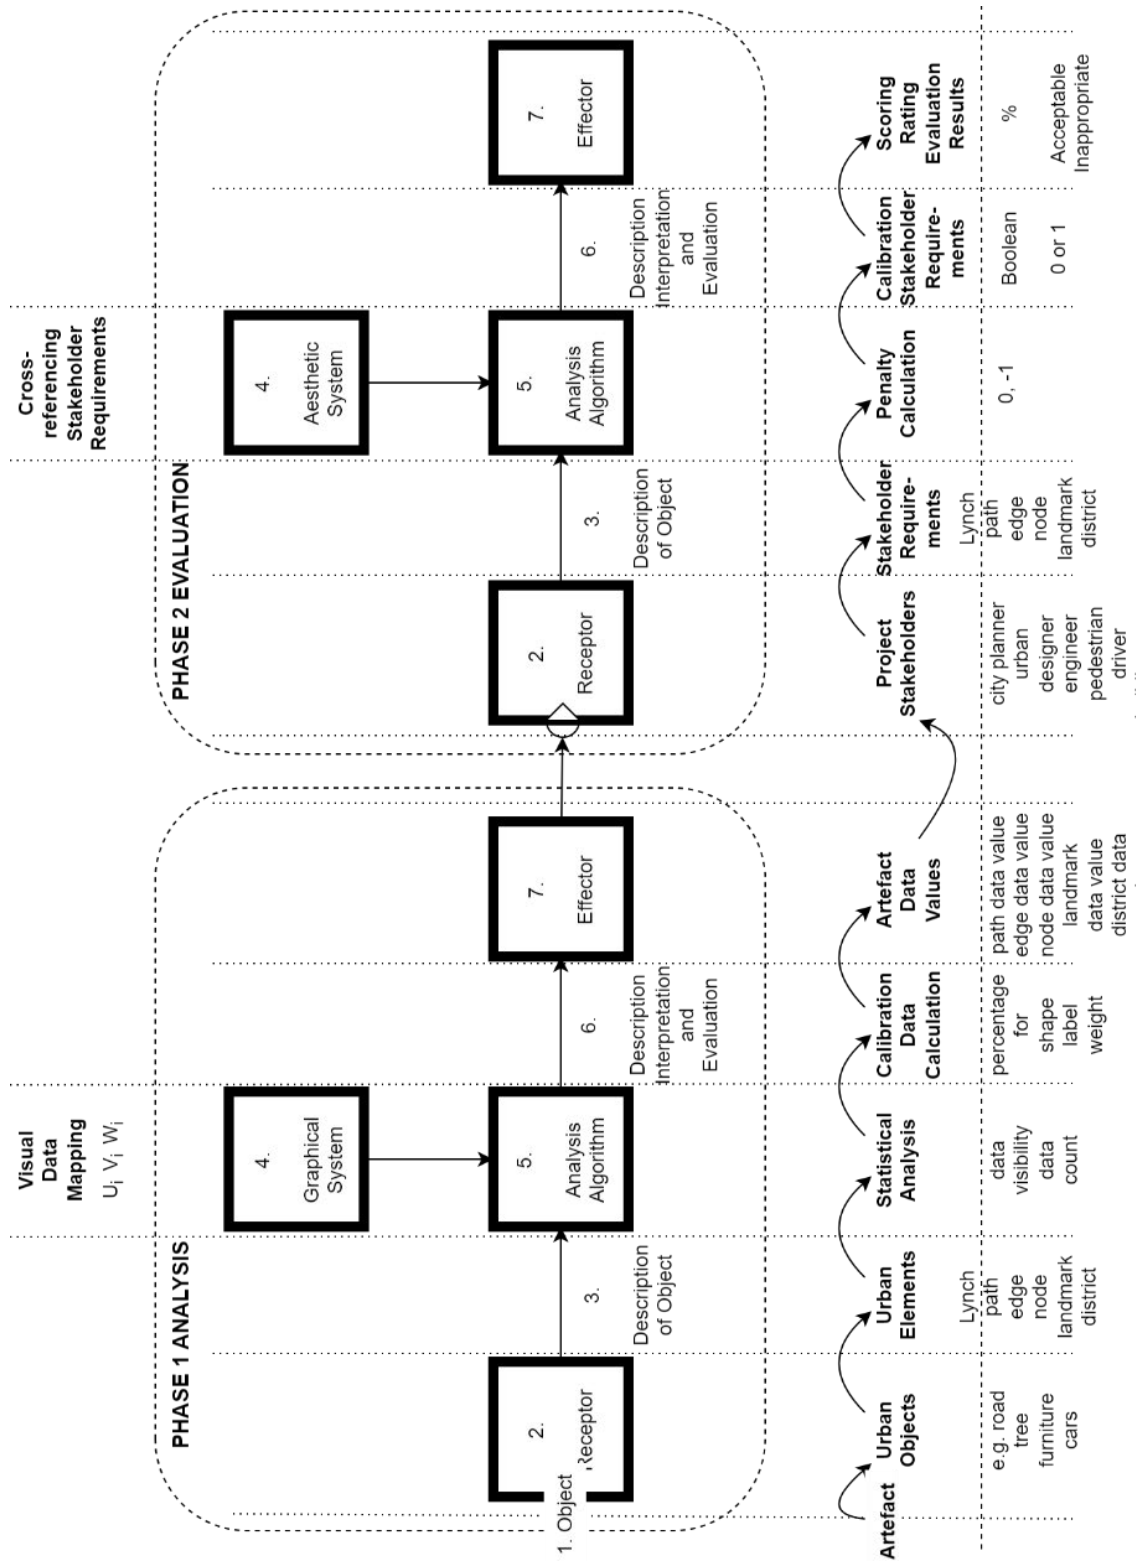 Visual
Data
Mapping
Uᵢ Vᵢ Wᵢ
Cross-
referencing
Stakeholder
Requirements
PHASE 1 ANALYSIS
PHASE 2 EVALUATION
4.
Graphical
System
4.
Aesthetic
System
1. Object
2.
Receptor
3.
Description
of Object
5.
Analysis
Algorithm
6.
Description
Interpretation
and
Evaluation
7.
Effector
2.
Receptor
3.
Description
of Object
5.
Analysis
Algorithm
6.
Description
Interpretation
and
Evaluation
7.
Effector
Artefact
Urban
Objects
Urban
Elements
Statistical
Analysis
Calibration
Data
Calculation
Artefact
Data
Values
Project
Stakeholders
Stakeholder
Require-
ments
Penalty
Calculation
Calibration
Stakeholder
Require-
ments
Scoring
Rating
Evaluation
Results
e.g. road
tree
furniture
cars
Lynch
path
edge
node
landmark
district
data
visibility
data
count
percentage
for
shape
label
weight
path data value
edge data value
node data value
landmark
data value
district data
city planner
urban
designer
engineer
pedestrian
driver
Lynch
path
edge
node
landmark
district
0, -1
Boolean
0 or 1
%
Acceptable
Inappropriate